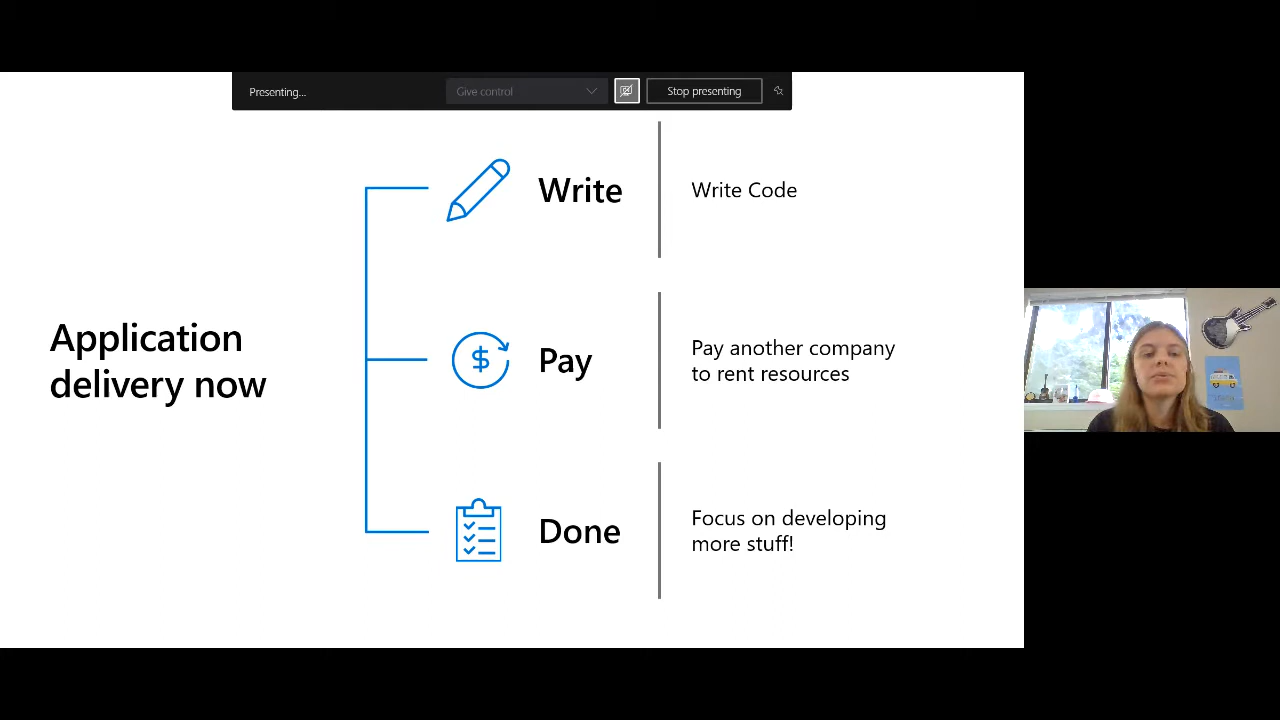 Presenting...
Give control
Stop presenting
Application
delivery now
Write
Write Code
Pay
Pay another company
to rent resources
Done
Focus on developing
more stuff!